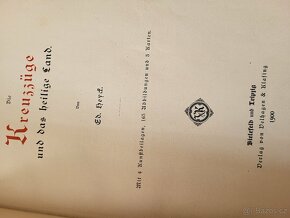 Die
Kreuzzüge
und das heilige Land.
Von
Ed. Heyck.
Mit 4 Kunstbeilagen, 163 Abbildungen und 3 Karten.
Bielefeld und Leipzig
Verlag von Velhagen & Klasing
1900